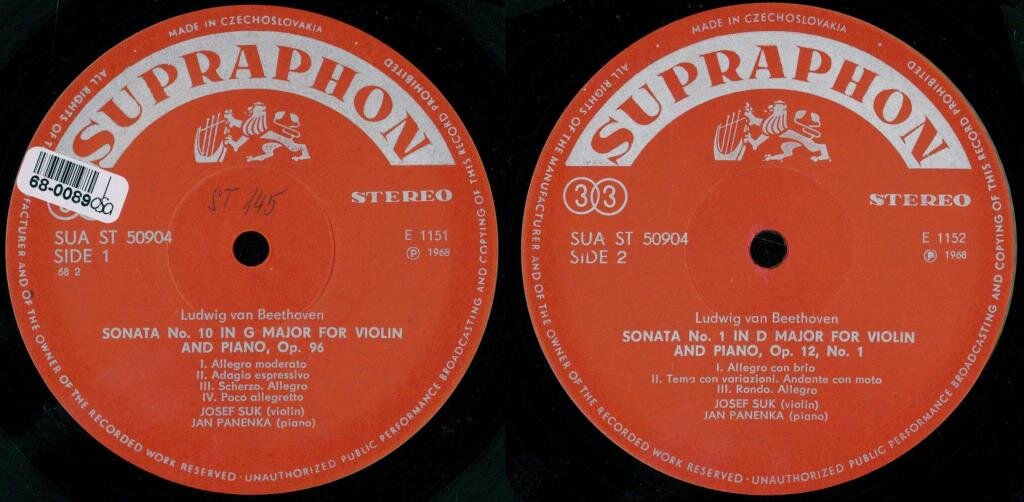 MADE IN CZECHOSLOVAKIA
SUPRAPHON
ALL RIGHTS OF
FACTURER AND OF THE OWNER OF THE RECORDED WORK RESERVED · UNAUTHORIZED PUBLIC PERFORMANCE BROADCASTING AND COPYING OF THIS RECORD PROHIBITED
68-0089
ST 145
STEREO
SUA ST 50904
SIDE 1
68 2
E 1151
Ⓟ 1968
Ludwig van Beethoven
SONATA No. 10 IN G MAJOR FOR VIOLIN
AND PIANO, Op. 96
I. Allegro moderato
II. Adagio espressivo
III. Scherzo. Allegro
IV. Poco allegretto
JOSEF SUK (violin)
JAN PANENKA (piano)
MADE IN CZECHOSLOVAKIA
SUPRAPHON
ALL RIGHTS OF THE MANUFACTURER AND OF THE OWNER OF THE RECORDED WORK RESERVED · UNAUTHORIZED PUBLIC PERFORMANCE BROADCASTING AND COPYING OF THIS RECORD PROHIBITED
33
STEREO
SUA ST 50904
SIDE 2
E 1152
Ⓟ 1968
Ludwig van Beethoven
SONATA No. 1 IN D MAJOR FOR VIOLIN
AND PIANO, Op. 12, No. 1
I. Allegro con brio
II. Tema con variazioni. Andante con moto
III. Rondo. Allegro
JOSEF SUK (violin)
JAN PANENKA (piano)